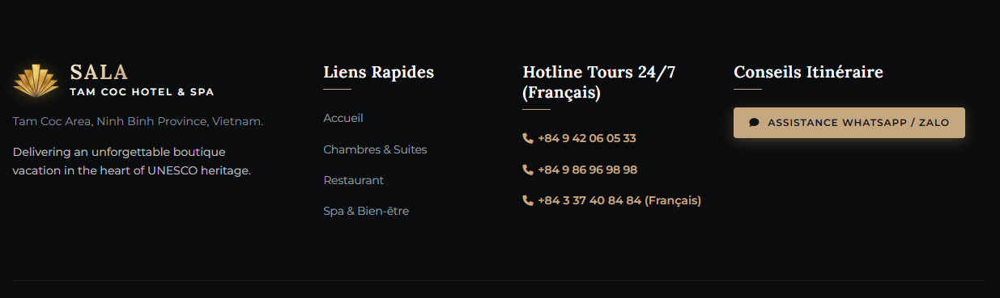 SALA
TAM COC HOTEL & SPA
Tam Coc Area, Ninh Binh Province, Vietnam.
Delivering an unforgettable boutique
vacation in the heart of UNESCO heritage.
Liens Rapides
Accueil
Chambres & Suites
Restaurant
Spa & Bien-être
Hotline Tours 24/7
(Français)
+84 9 42 06 05 33
+84 9 86 96 98 98
+84 3 37 40 84 84 (Français)
Conseils Itinéraire
ASSISTANCE WHATSAPP / ZALO